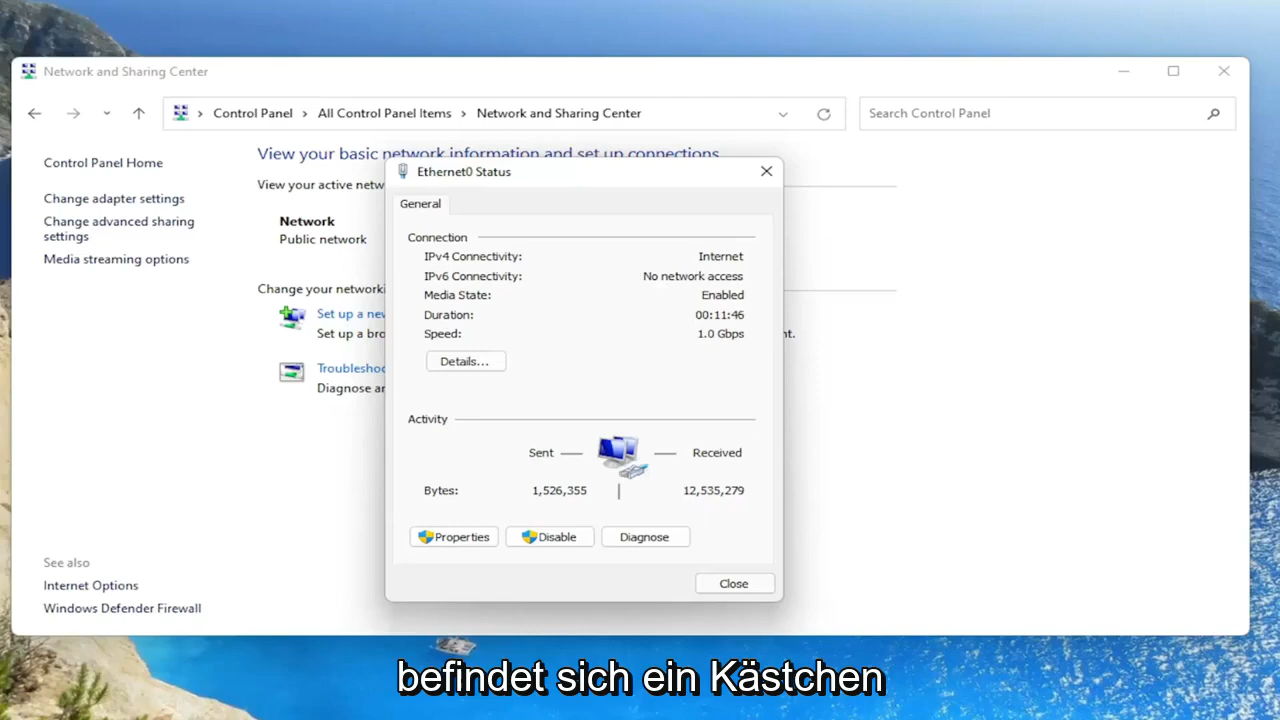 Network and Sharing Center
Control Panel
All Control Panel Items
Network and Sharing Center
Search Control Panel
Control Panel Home
Change adapter settings
Change advanced sharing
settings
Media streaming options
See also
Internet Options
Windows Defender Firewall
View your basic network information and set up connections
View your active netw
Network
Public network
Change your networki
Set up a new
Set up a bro
nt.
Troubleshoo
Diagnose an
Ethernet0 Status
General
Connection
IPv4 Connectivity: Internet
IPv6 Connectivity: No network access
Media State: Enabled
Duration: 00:11:46
Speed: 1.0 Gbps
Details...
Activity
Sent Received
Bytes: 1,526,355 12,535,279
Properties Disable Diagnose
Close
befindet sich ein Kästchen